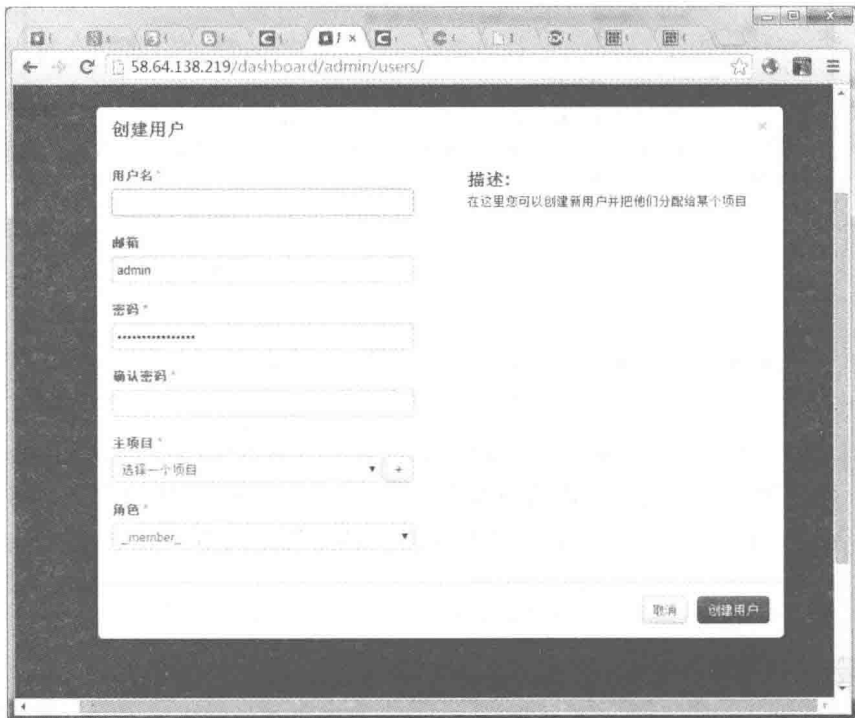 58.64.138.219/dashboard/admin/users/
创建用户
用户名 *
邮箱
admin
密码 *
****************
确认密码 *
主项目 *
选择一个项目
+
角色 *
_member_
描述:
在这里您可以创建新用户并把他们分配给某个项目
取消
创建用户